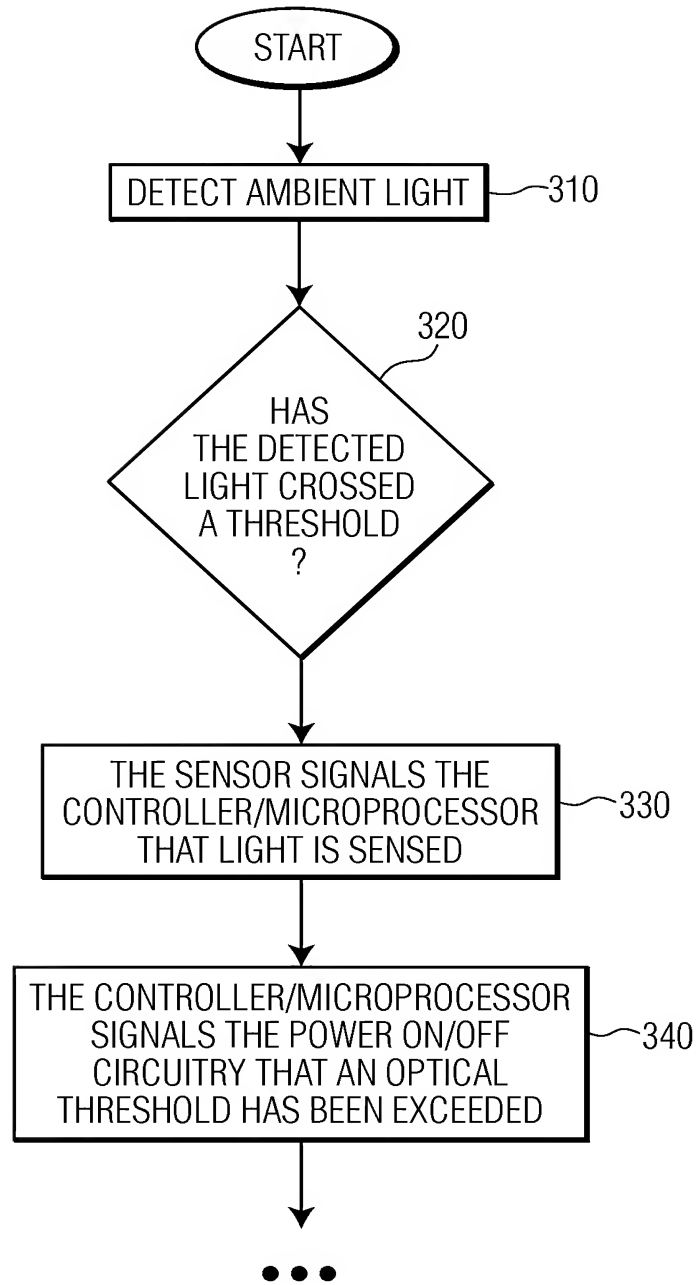 START
DETECT AMBIENT LIGHT
310
320
HAS
THE DETECTED
LIGHT CROSSED
A THRESHOLD
?
THE SENSOR SIGNALS THE
CONTROLLER/MICROPROCESSOR
THAT LIGHT IS SENSED
330
THE CONTROLLER/MICROPROCESSOR
SIGNALS THE POWER ON/OFF
CIRCUITRY THAT AN OPTICAL
THRESHOLD HAS BEEN EXCEEDED
340